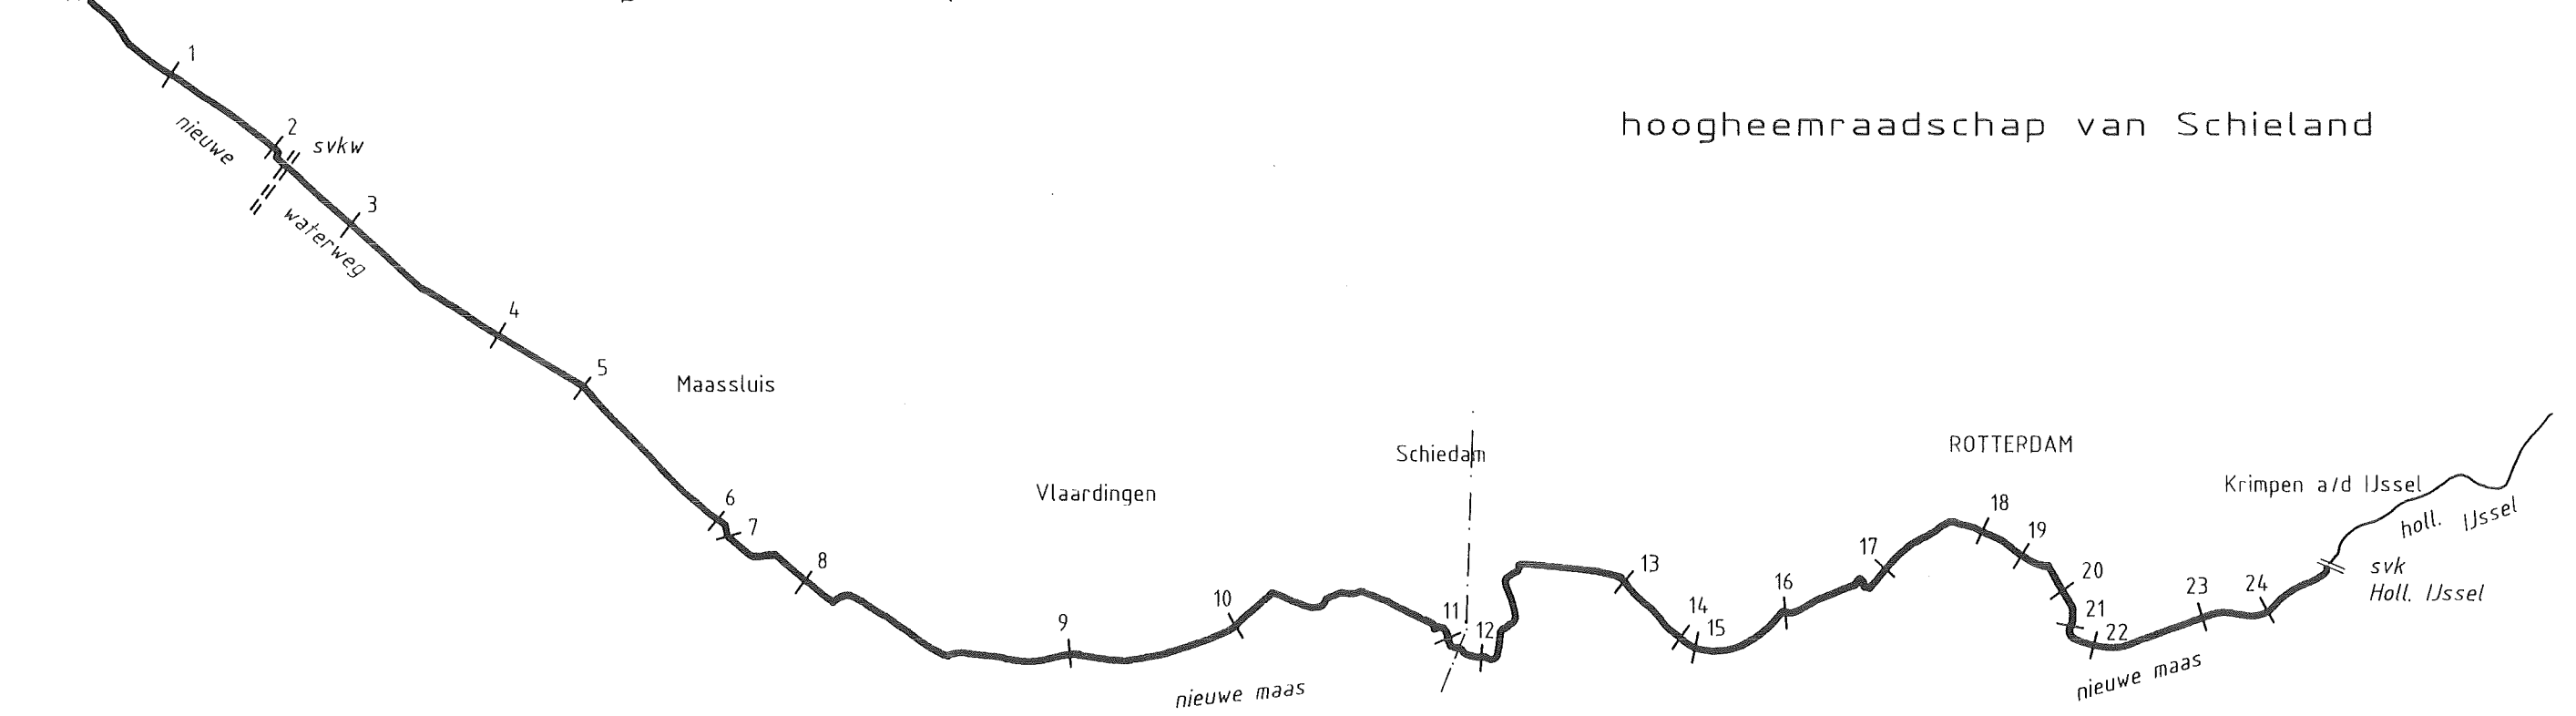 1
2
svkw
nieuwe
3
waterweg
4
5
Maassluis
6
7
8
9
Vlaardingen
10
nieuwe maas
Schiedam
11
12
hoogheemraadschap van Schieland
13
14
15
16
17
ROTTERDAM
18
19
20
21
22
nieuwe maas
23
24
Krimpen a/d IJssel
holl. IJssel
svk
Holl. IJssel